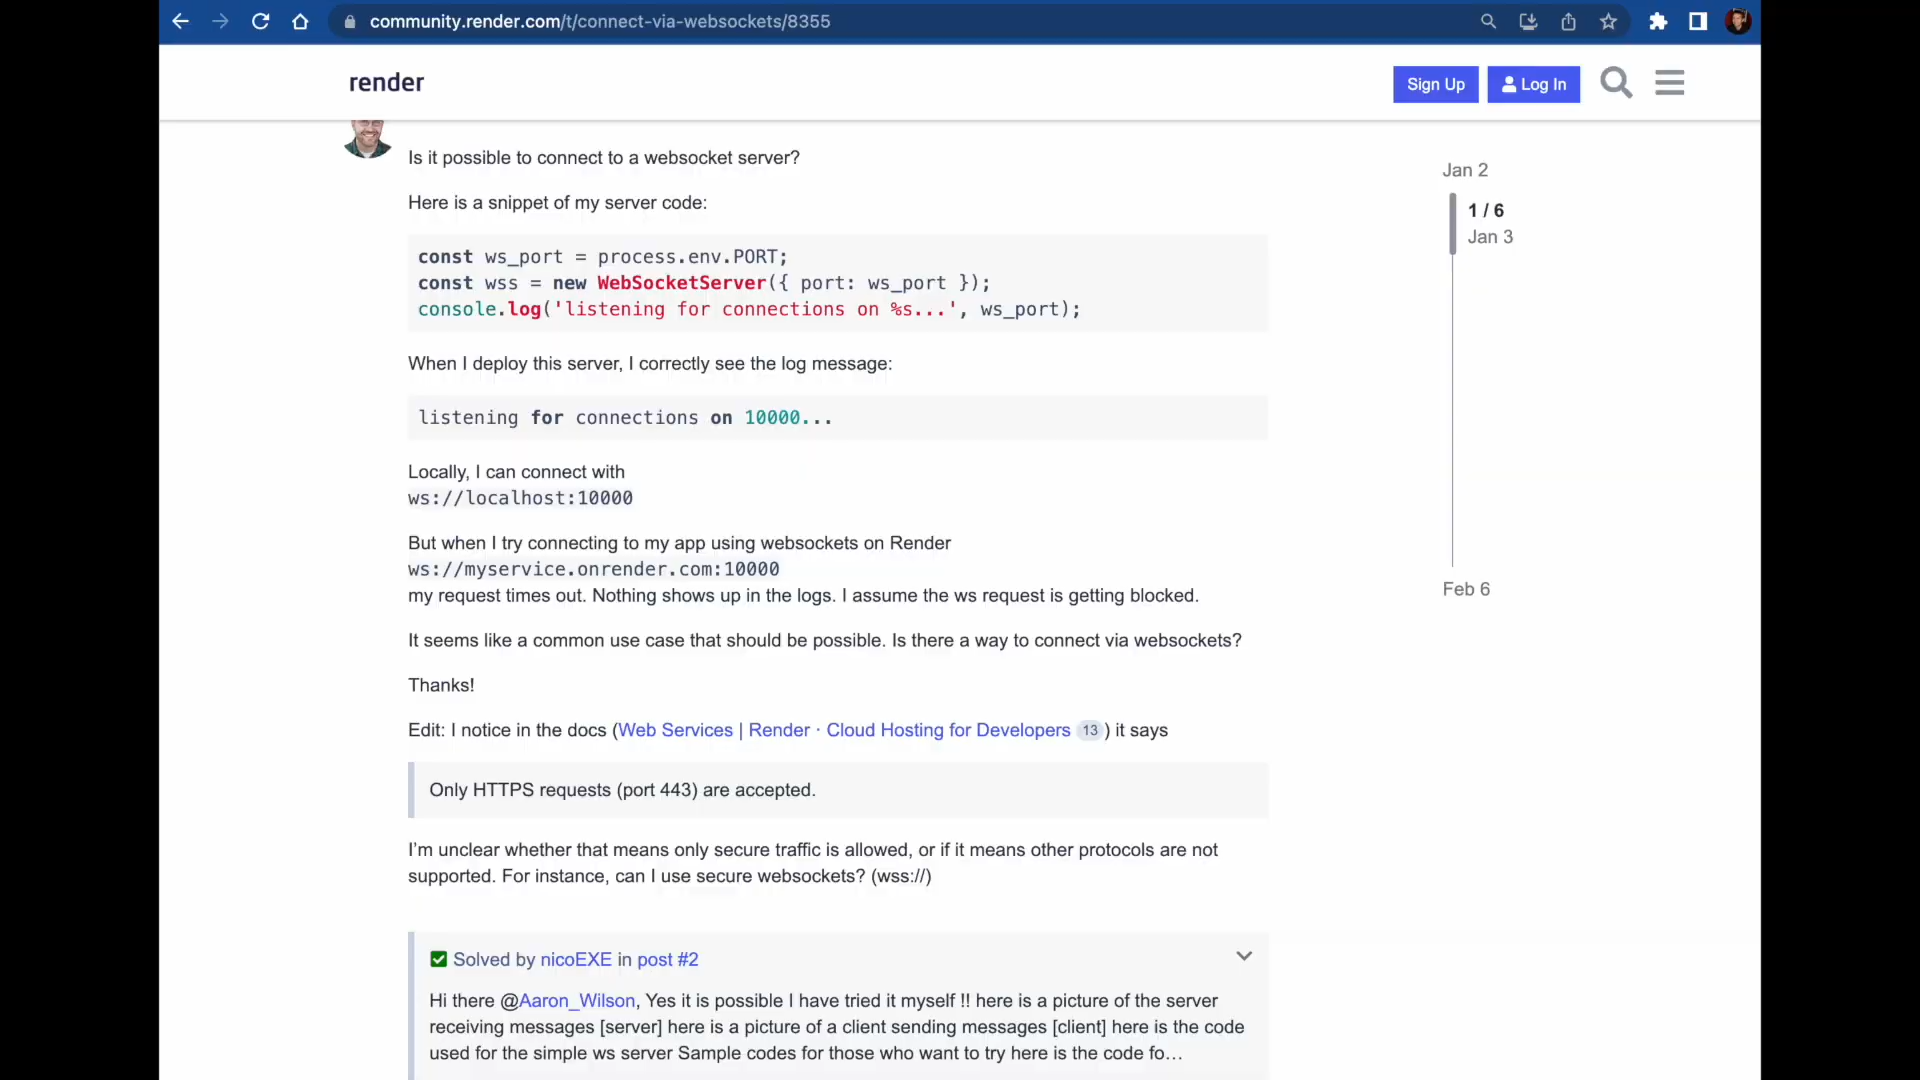 community.render.com/t/connect-via-websockets/8355
render
Sign Up
Log In
Is it possible to connect to a websocket server?
Here is a snippet of my server code:
const ws_port = process.env.PORT;
const wss = new WebSocketServer({ port: ws_port });
console.log('listening for connections on %s...', ws_port);
When I deploy this server, I correctly see the log message:
listening for connections on 10000...
Locally, I can connect with
ws://localhost:10000
But when I try connecting to my app using websockets on Render
ws://myservice.onrender.com:10000
my request times out. Nothing shows up in the logs. I assume the ws request is getting blocked.
It seems like a common use case that should be possible. Is there a way to connect via websockets?
Thanks!
Edit: I notice in the docs (Web Services | Render · Cloud Hosting for Developers 13) it says
Only HTTPS requests (port 443) are accepted.
I'm unclear whether that means only secure traffic is allowed, or if it means other protocols are not
supported. For instance, can I use secure websockets? (wss://)
Solved by nicoEXE in post #2
Hi there @Aaron_Wilson, Yes it is possible I have tried it myself !! here is a picture of the server
receiving messages [server] here is a picture of a client sending messages [client] here is the code
used for the simple ws server Sample codes for those who want to try here is the code fo…
Jan 2
1 / 6
Jan 3
Feb 6